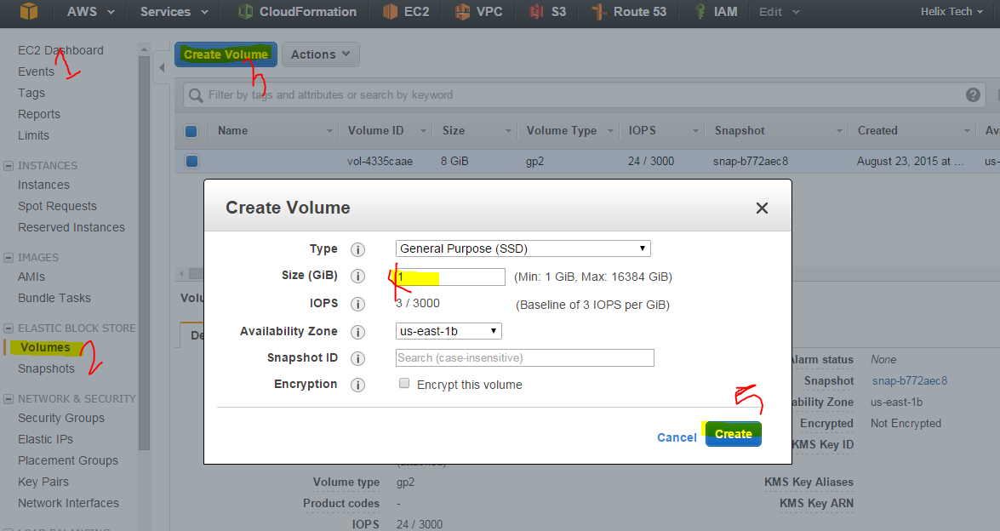 AWS Services CloudFormation EC2 VPC S3 Route 53 IAM Edit Helix Tech
EC2 Dashboard
1
Events
Tags
Reports
Limits
INSTANCES
Instances
Spot Requests
Reserved Instances
IMAGES
AMIs
Bundle Tasks
ELASTIC BLOCK STORE
Volumes
2
Snapshots
NETWORK & SECURITY
Security Groups
Elastic IPs
Placement Groups
Key Pairs
Network Interfaces
Create Volume Actions
Filter by tags and attributes or search by keyword
Name Volume ID Size Volume Type IOPS Snapshot Created
vol-4335caae 8 GiB gp2 24 / 3000 snap-b772aec8 August 23, 2015 at ... us-
Create Volume
Type i General Purpose (SSD)
Size (GiB) i 1 (Min: 1 GiB, Max: 16384 GiB)
IOPS i 3 / 3000 (Baseline of 3 IOPS per GiB)
Availability Zone i us-east-1b
Snapshot ID i Search (case-insensitive)
Encryption i Encrypt this volume
5
Cancel Create
Alarm status None
Snapshot snap-b772aec8
Zone us-east-1b
Encrypted Not Encrypted
KMS Key ID
Volume type gp2 KMS Key Aliases
Product codes - KMS Key ARN
IOPS 24 / 3000